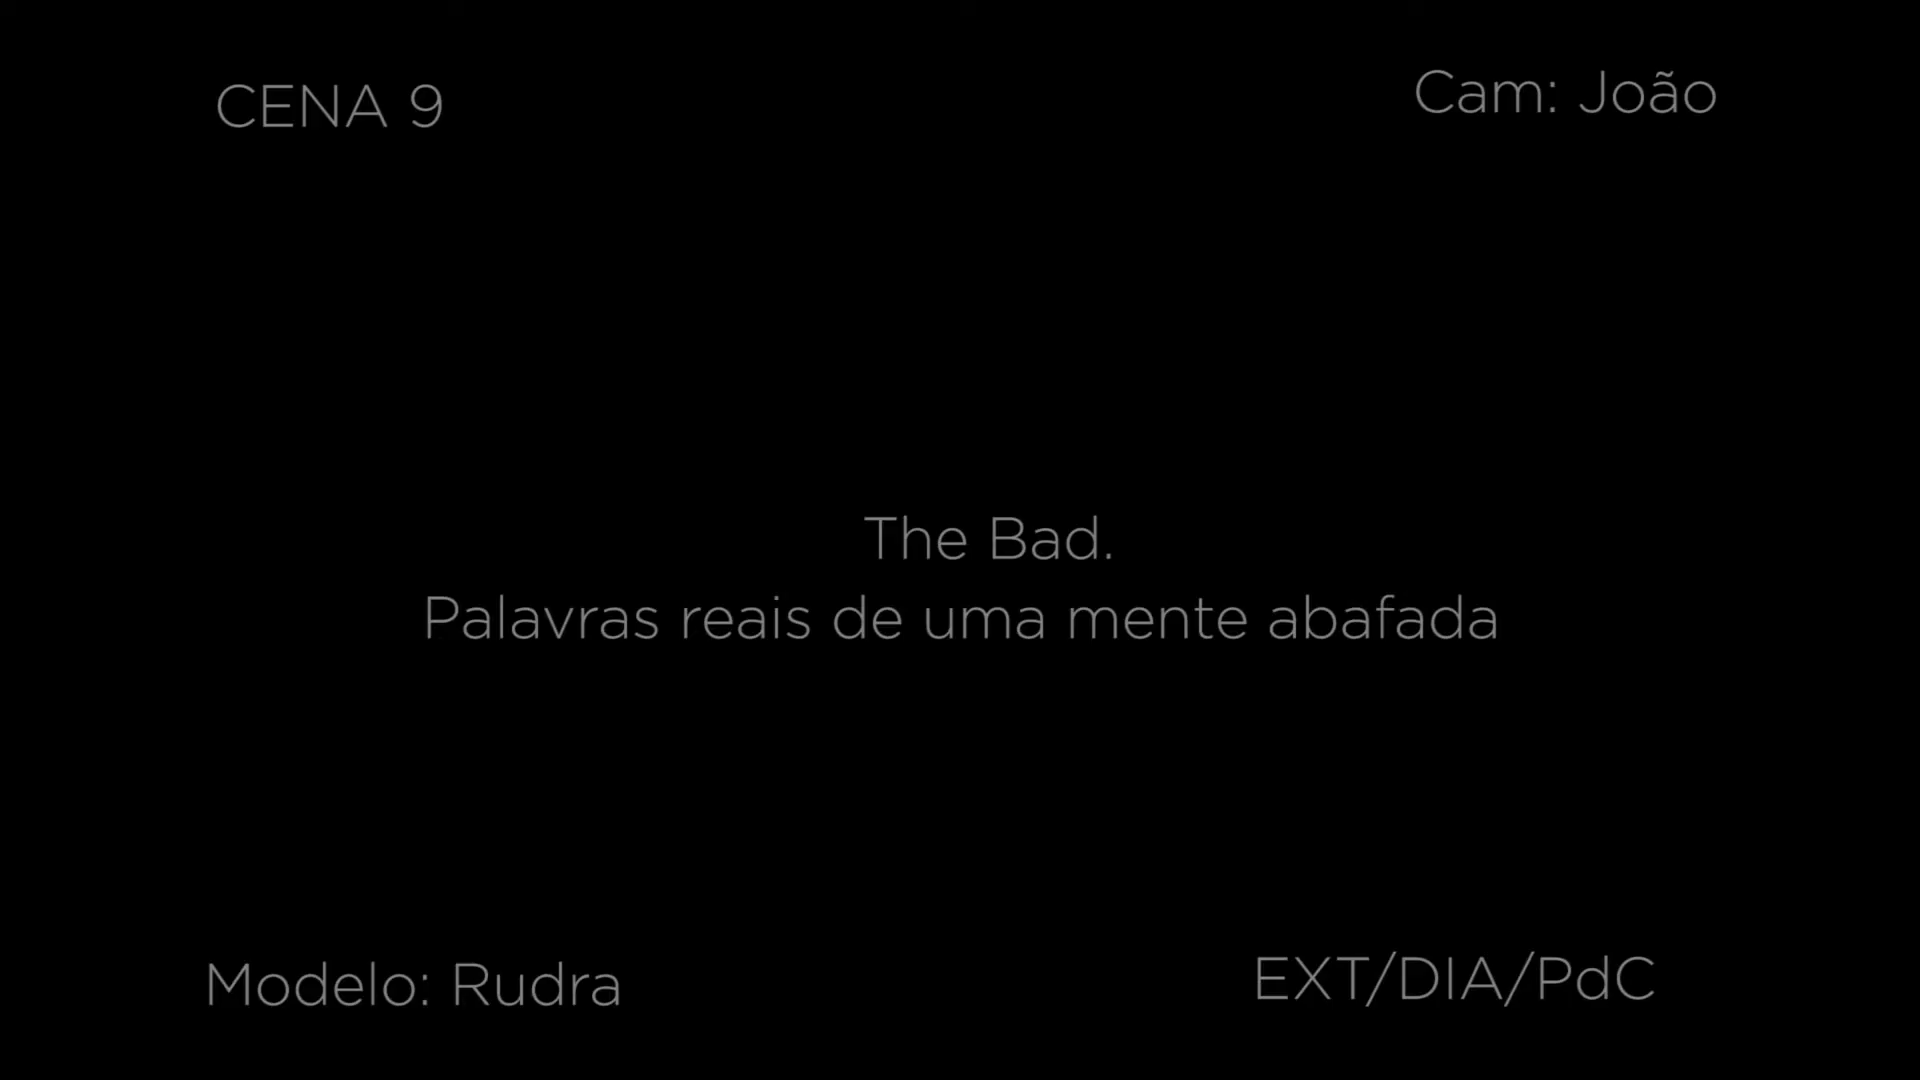 CENA 9
Cam: João
The Bad.
Palavras reais de uma mente abafada
Modelo: Rudra
EXT/DIA/PdC